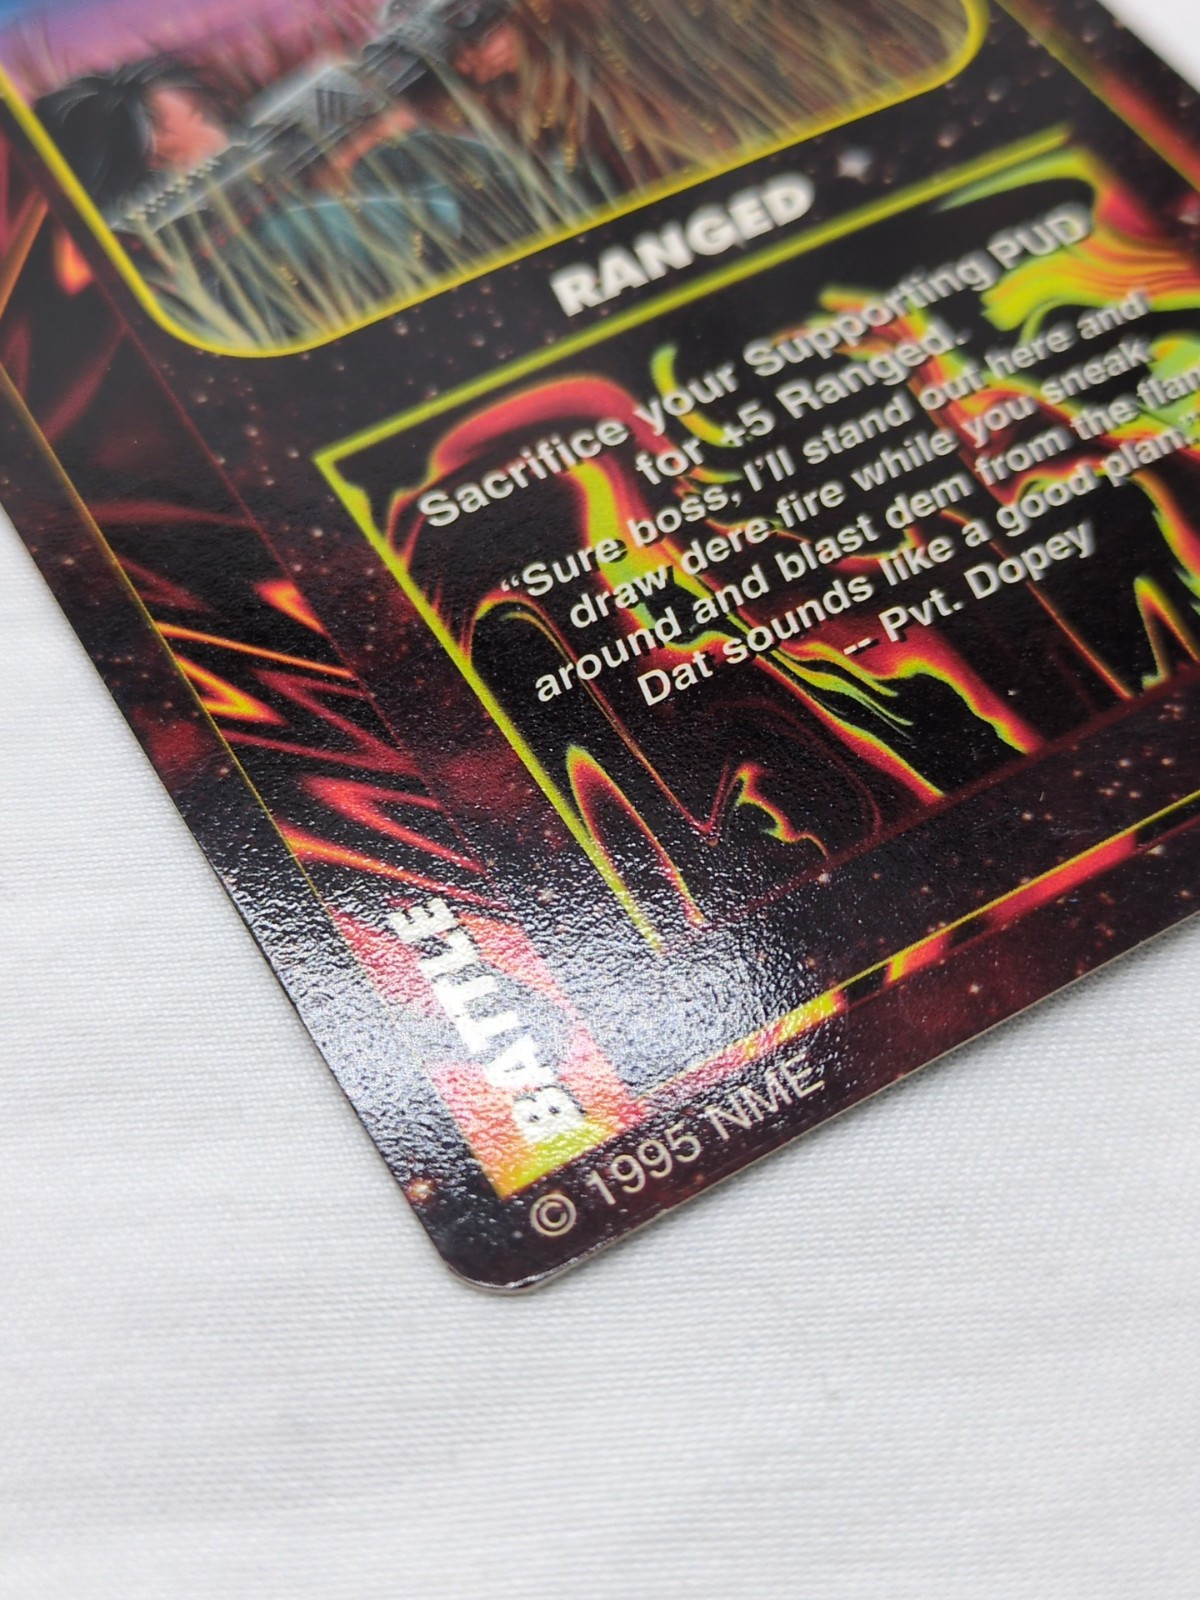 RANGED
Sacrifice your Supporting PUD
for +5 Ranged.
“Sure boss, I'll stand out here and
draw dere fire while you sneak
around and blast dem from the flan
Dat sounds like a good plan."
-- Pvt. Dopey
BATTLE
© 1995 NME